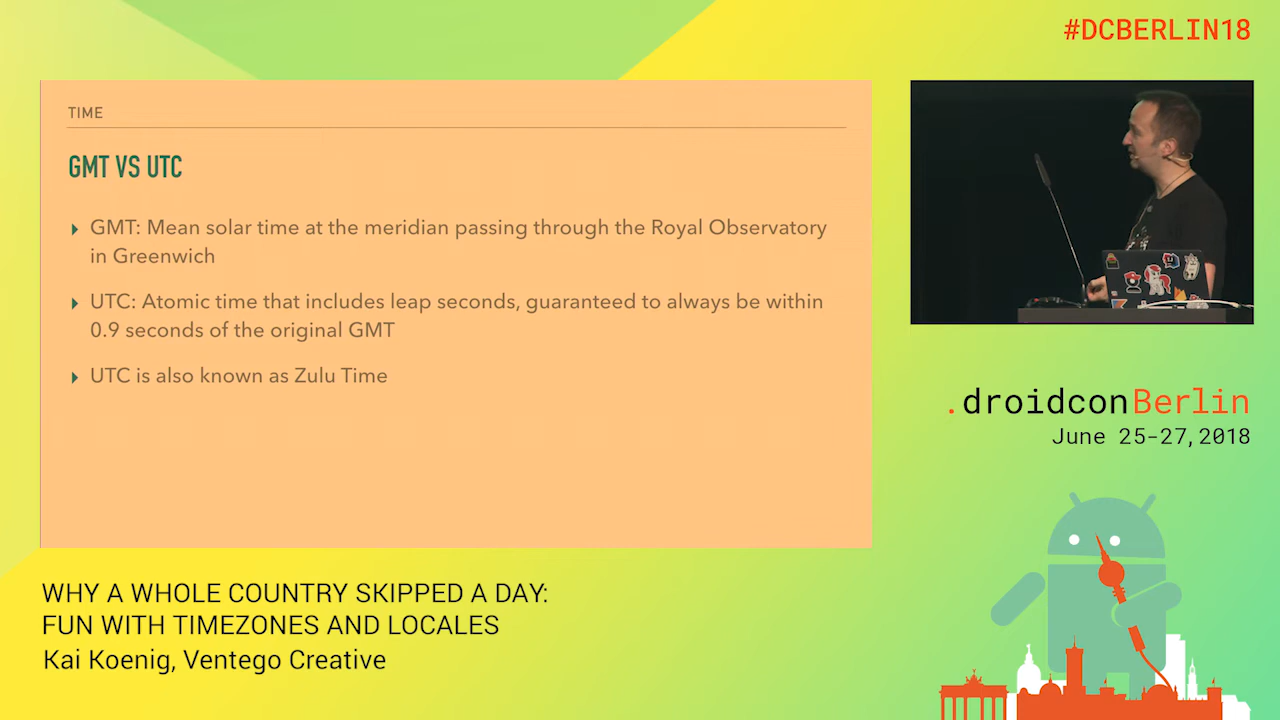 #DCBERLIN18
TIME
GMT VS UTC
GMT: Mean solar time at the meridian passing through the Royal Observatory
in Greenwich
UTC: Atomic time that includes leap seconds, guaranteed to always be within
0.9 seconds of the original GMT
UTC is also known as Zulu Time
.droidconBerlin
June 25-27,2018
WHY A WHOLE COUNTRY SKIPPED A DAY:
FUN WITH TIMEZONES AND LOCALES
Kai Koenig, Ventego Creative